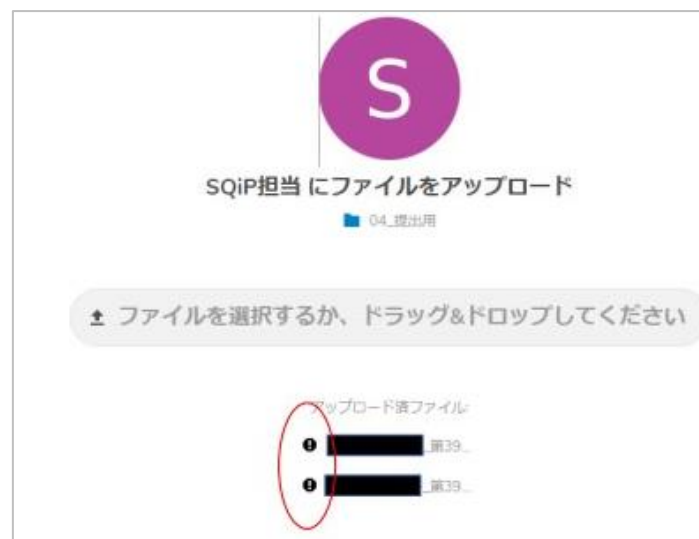 S
SQiP担当 にファイルをアップロード
04_提出用
ファイルを選択するか、ドラッグ&ドロップしてください
アップロード済ファイル:
_第39...
_第39...